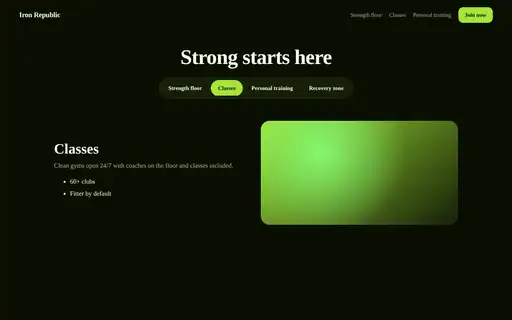 Iron Republic
Strength floor Classes Personal training Join now
Strong starts here
Strength floor Classes Personal training Recovery zone
Classes
Clean gyms open 24/7 with coaches on the floor and classes included.
60+ clubs
Fitter by default